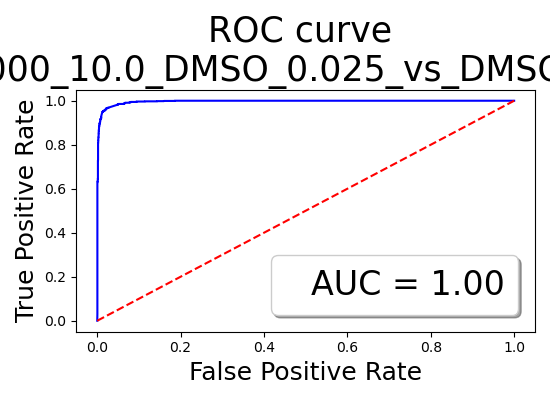 ROC curve
000_10.0_DMSO_0.025_vs_DMSO
True Positive Rate
1.0
0.8
0.6
0.4
0.2
0.0
AUC = 1.00
0.0 0.2 0.4 0.6 0.8 1.0
False Positive Rate